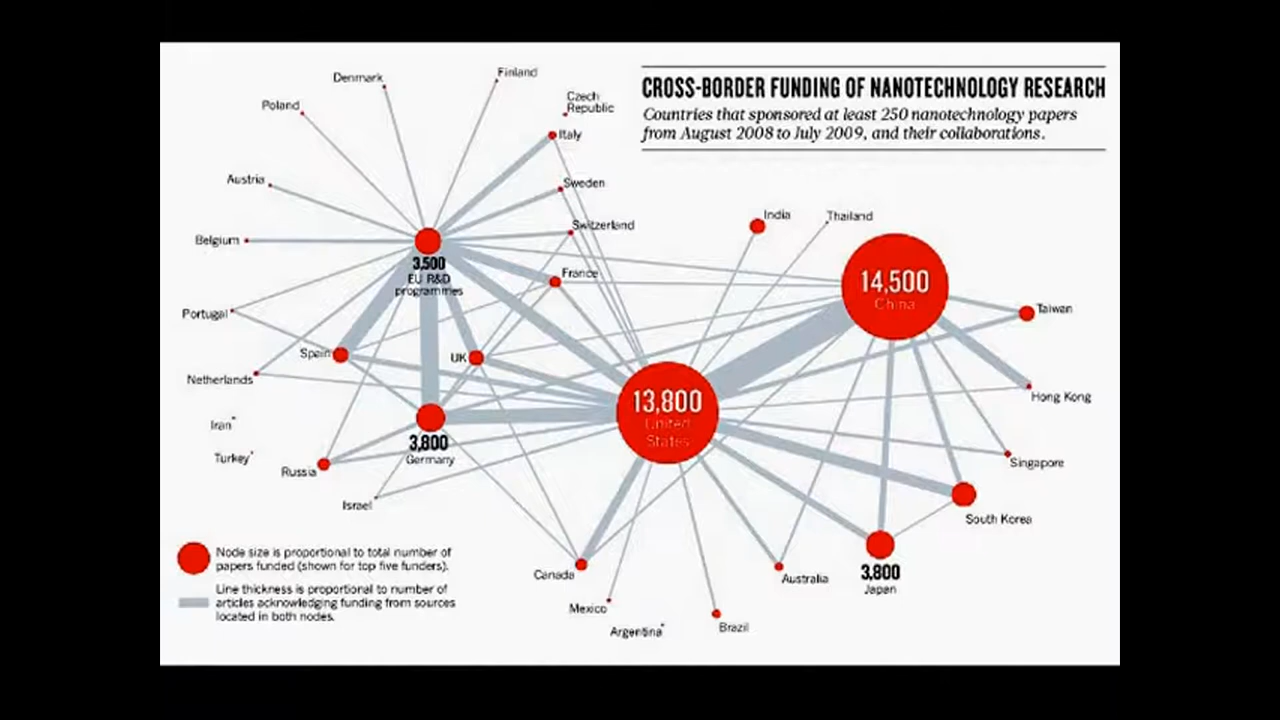 CROSS-BORDER FUNDING OF NANOTECHNOLOGY RESEARCH
Countries that sponsored at least 250 nanotechnology papers
from August 2008 to July 2009, and their collaborations.
Denmark
Finland
Poland
Czech
Republic
Italy
Austria
Sweden
Belgium
Switzerland
India
Thailand
3,500
EU R&D
programmes
France
14,500
China
Portugal
Taiwan
Spain
UK
Netherlands
13,800
United
States
Hong Kong
Iran
3,800
Germany
Turkey
Russia
Singapore
Israel
South Korea
Canada
Australia
3,800
Japan
Mexico
Argentina
Brazil
Node size is proportional to total number of
papers funded (shown for top five funders).
Line thickness is proportional to number of
articles acknowledging funding from sources
located in both nodes.